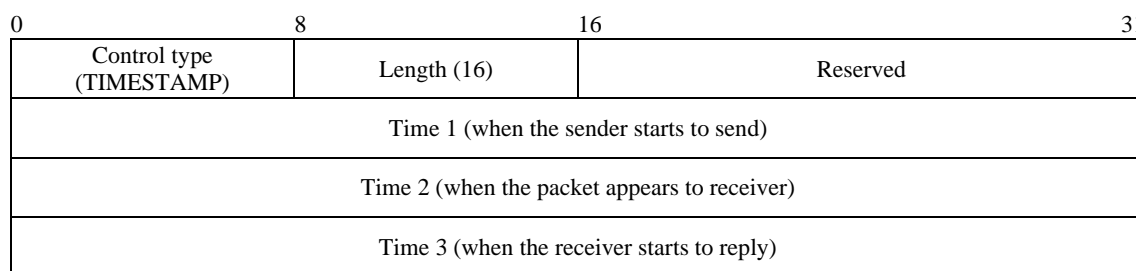 0 8 16 3
Control type
(TIMESTAMP)
Length (16)
Reserved
Time 1 (when the sender starts to send)
Time 2 (when the packet appears to receiver)
Time 3 (when the receiver starts to reply)